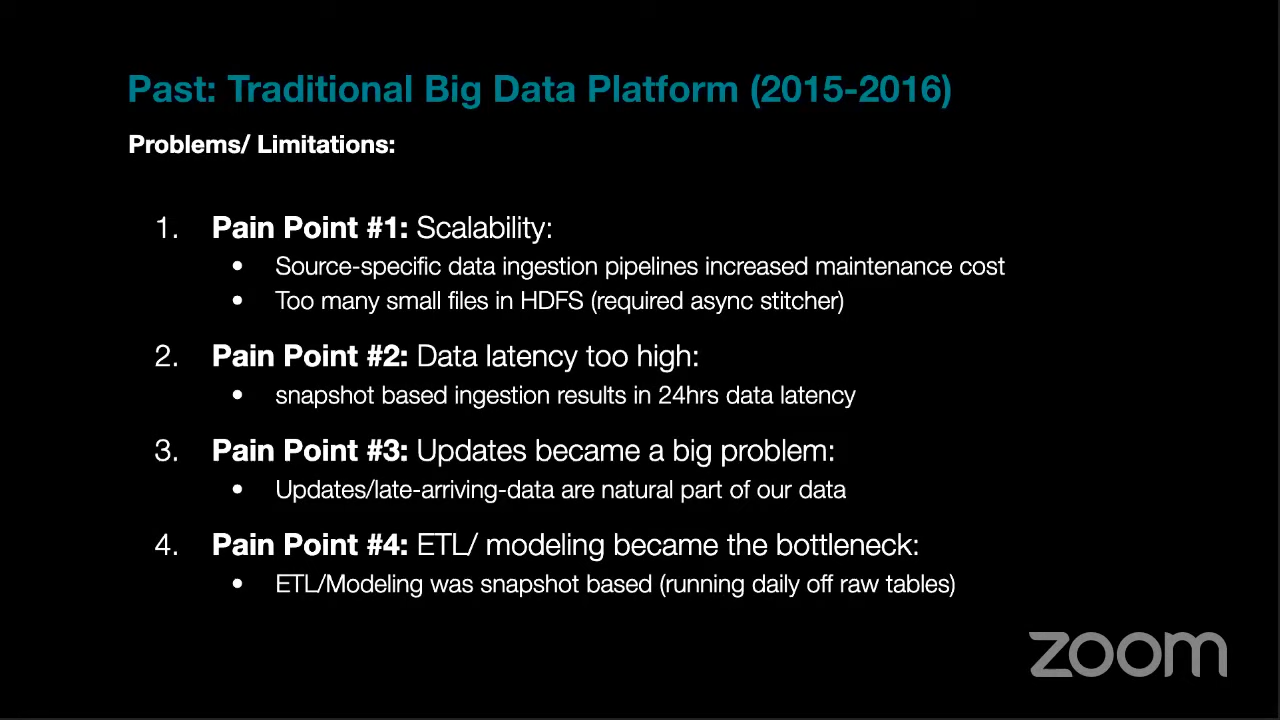 Past: Traditional Big Data Platform (2015-2016)
Problems/ Limitations:
1. Pain Point #1: Scalability:
• Source-specific data ingestion pipelines increased maintenance cost
• Too many small files in HDFS (required async stitcher)
2. Pain Point #2: Data latency too high:
• snapshot based ingestion results in 24hrs data latency
3. Pain Point #3: Updates became a big problem:
• Updates/late-arriving-data are natural part of our data
4. Pain Point #4: ETL/ modeling became the bottleneck:
• ETL/Modeling was snapshot based (running daily off raw tables)
zoom